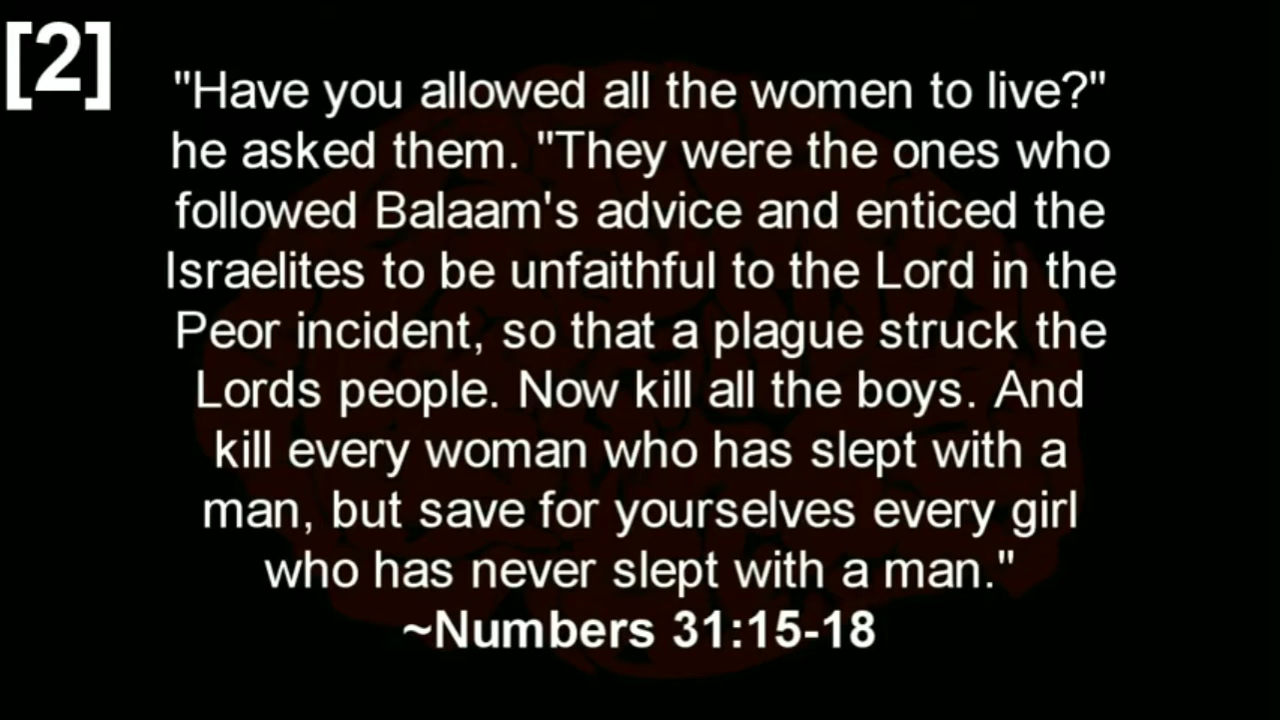 [2]
"Have you allowed all the women to live?"
he asked them. "They were the ones who
followed Balaam's advice and enticed the
Israelites to be unfaithful to the Lord in the
Peor incident, so that a plague struck the
Lords people. Now kill all the boys. And
kill every woman who has slept with a
man, but save for yourselves every girl
who has never slept with a man."
~Numbers 31:15-18